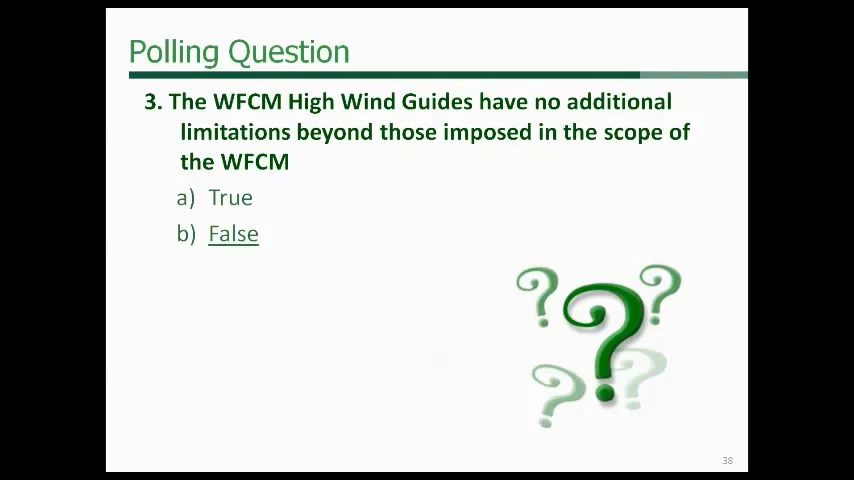 Polling Question
3. The WFCM High Wind Guides have no additional
limitations beyond those imposed in the scope of
the WFCM
a) True
b) False
38